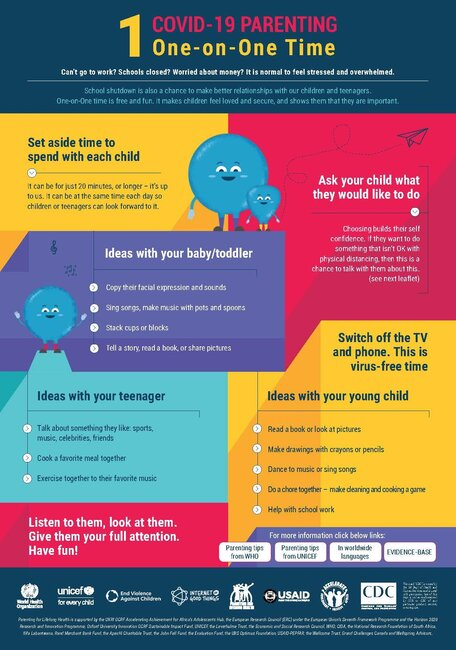 1
COVID-19 PARENTING
One-on-One Time
Can't go to work? Schools closed? Worried about money? It is normal to feel stressed and overwhelmed.
School shutdown is also a chance to make better relationships with our children and teenagers.
One-on-One time is free and fun. It makes children feel loved and secure, and shows them that they are important.
Set aside time to
spend with each child
It can be for just 20 minutes, or longer – it's up
to us. It can be at the same time each day so
children or teenagers can look forward to it.
Ask your child what
they would like to do
Choosing builds their self
confidence. If they want to do
something that isn't OK with
physical distancing, then this is a
chance to talk with them about this.
(see next leaflet)
Ideas with your baby/toddler
Copy their facial expression and sounds
Sing songs, make music with pots and spoons
Stack cups or blocks
Tell a story, read a book, or share pictures
Switch off the TV
and phone. This is
virus-free time
Ideas with your teenager
Talk about something they like: sports,
music, celebrities, friends
Cook a favorite meal together
Exercise together to their favorite music
Ideas with your young child
Read a book or look at pictures
Make drawings with crayons or pencils
Dance to music or sing songs
Do a chore together – make cleaning and cooking a game
Help with school work
Listen to them, look at them.
Give them your full attention.
Have fun!
For more information click below links:
Parenting tips
from WHO
Parenting tips
from UNICEF
In worldwide
languages
EVIDENCE-BASE
World Health
Organization
unicef
for every child
End Violence
Against Children
INTERNET OF
GOOD THINGS
USAID
ACCELERATE
CDC
Parenting for Lifelong Health is supported by the UKRI GCRF Accelerating Achievement for Africa's Adolescents Hub, the European Research Council (ERC) under the European Union's Seventh Framework Programme and the Horizon 2020
Research and Innovation Programme, Oxford University Innovation GCRF Sustainable Impact Fund, UNICEF, the Leverhulme Trust, the Economic and Social Research Council, WHO, CIDA, the National Research Foundation of South Africa,
Ilifa Labantwana, Rand Merchant Bank Fund, the ApexHi Charitable Trust, the John Fell Fund, the Evaluation Fund, the UBS Optimus Foundation, USAID-PEPFAR, the Wellcome Trust, Grand Challenges Canada and Wellspring Advisors,